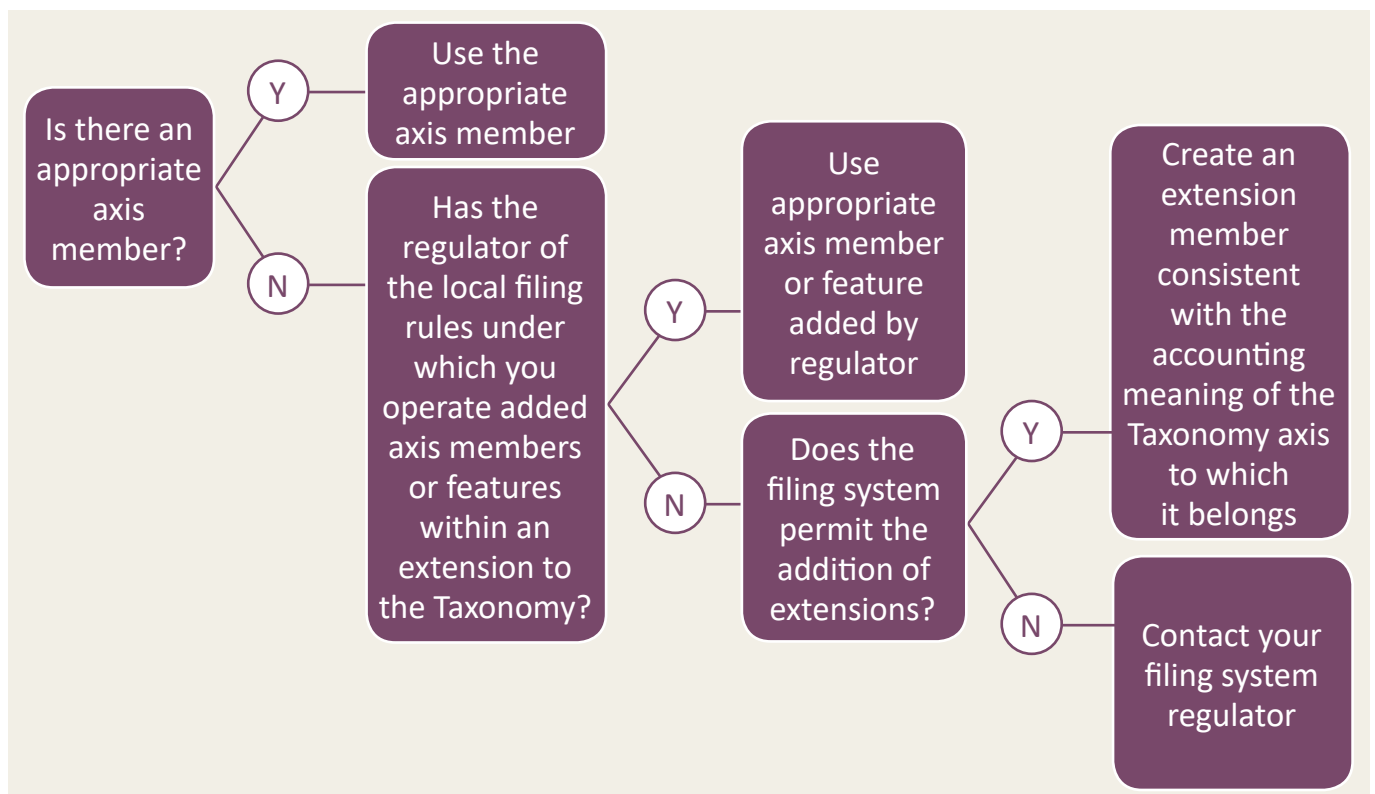 Is there an
appropriate
axis
member?
Y
Use the
appropriate
axis member
N
Has the
regulator of
the local filing
rules under
which you
operate added
axis members
or features
within an
extension to
the Taxonomy?
Y
Use
appropriate
axis member
or feature
added by
regulator
N
Does the
filing system
permit the
addition of
extensions?
Y
Create an
extension
member
consistent
with the
accounting
meaning of the
Taxonomy axis
to which
it belongs
N
Contact your
filing system
regulator